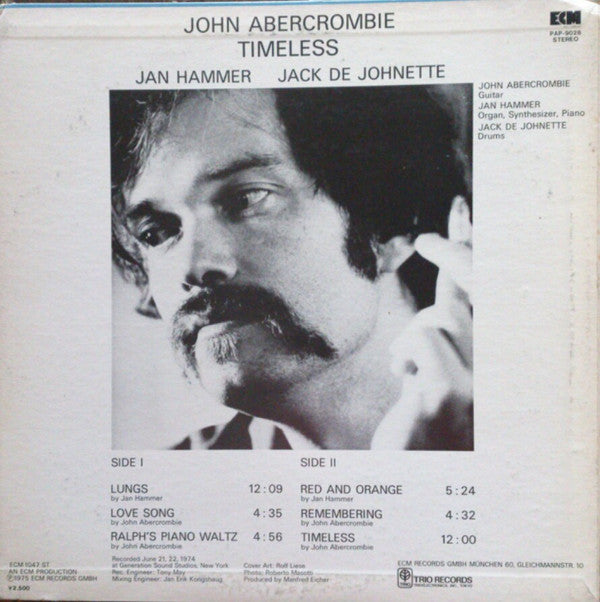 JOHN ABERCROMBIE
TIMELESS
JAN HAMMER JACK DE JOHNETTE
ECM
PAP-9028
STEREO
JOHN ABERCROMBIE
Guitar
JAN HAMMER
Organ, Synthesizer, Piano
JACK DE JOHNETTE
Drums
SIDE I
LUNGS 12:09
by Jan Hammer
LOVE SONG 4:35
by John Abercrombie
RALPH'S PIANO WALTZ 4:56
by John Abercrombie
SIDE II
RED AND ORANGE 5:24
by Jan Hammer
REMEMBERING 4:32
by John Abercrombie
TIMELESS 12:00
by John Abercrombie
ECM 1047 ST
AN ECM PRODUCTION
Ⓟ1975 ECM RECORDS GMBH
¥2,500
Recorded June 21, 22, 1974
at Generation Sound Studios, New York
Rec. Engineer: Tony May
Mixing Engineer: Jan Erik Kongshaug
Cover Art: Rolf Liese
Photo: Roberto Masotti
Produced by Manfred Eicher
ECM RECORDS GMBH MÜNCHEN 60, GLEICHMANNSTR. 10
TRIO RECORDS
TRIO ELECTRONICS, INC. TOKYO